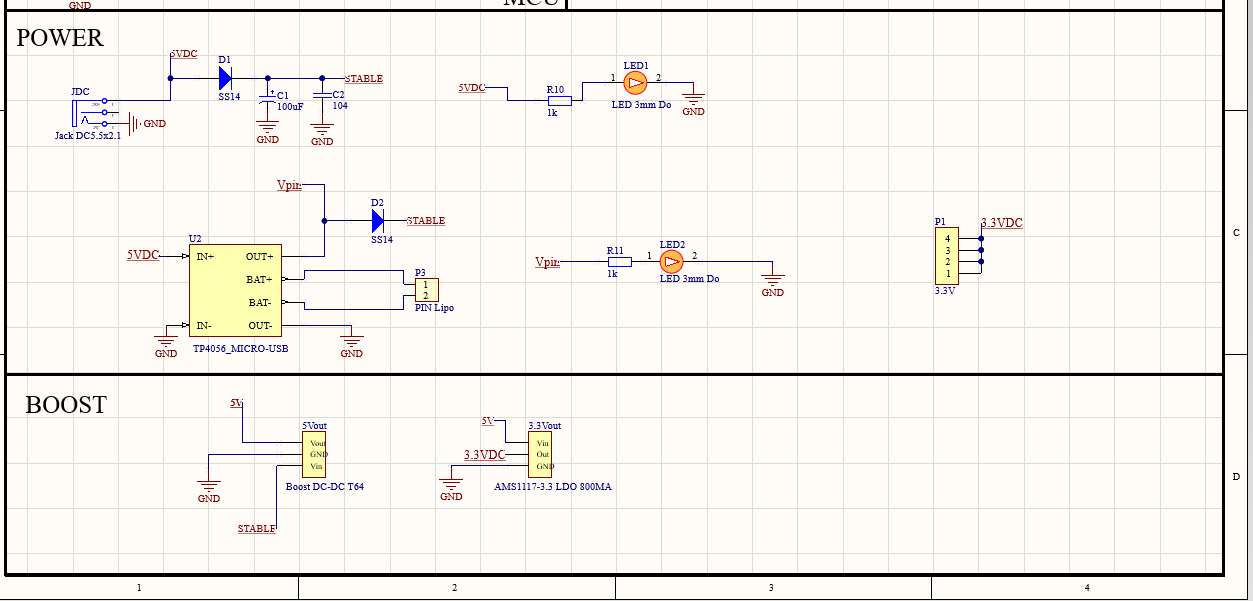 GND
MCU
POWER
5VDC
D1
SS14
STABLE
JDC
Jack DC5.5x2.1
GND
C1
100uF
GND
C2
104
GND
5VDC
R10
1k
LED1
1
2
LED 3mm Do
GND
Vpin
D2
SS14
STABLE
U2
5VDC
IN+
OUT+
BAT+
BAT-
IN-
OUT-
GND
GND
TP4056_MICRO-USB
P3
1
2
PIN Lipo
Vpin
R11
1k
LED2
1
2
LED 3mm Do
GND
P1
3.3VDC
4
3
2
1
3.3V
C
BOOST
5V
5Vout
Vout
GND
Vin
GND
Boost DC-DC T64
STABLE
5V
3.3Vout
Vin
3.3VDC
Out
GND
GND
AMS1117-3.3 LDO 800MA
D
1
2
3
4